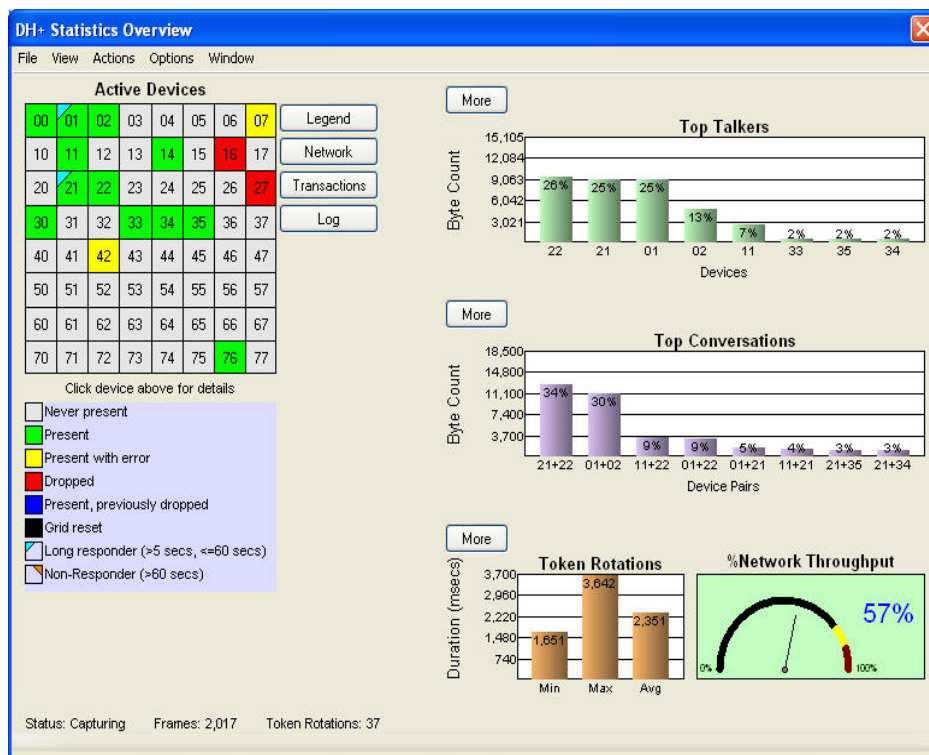 DH+ Statistics Overview
File View Actions Options Window
Active Devices
00 01 02 03 04 05 06 07
10 11 12 13 14 15 16 17
20 21 22 23 24 25 26 27
30 31 32 33 34 35 36 37
40 41 42 43 44 45 46 47
50 51 52 53 54 55 56 57
60 61 62 63 64 65 66 67
70 71 72 73 74 75 76 77
Click device above for details
Legend
Network
Transactions
Log
Never present
Present
Present with error
Dropped
Present, previously dropped
Grid reset
Long responder (>5 secs, <=60 secs)
Non-Responder (>60 secs)
More
Top Talkers
Byte Count
15,105
12,084
9,063
6,042
3,021
26% 25% 25% 13% 7% 2% 2% 2%
22 21 01 02 11 33 35 34
Devices
More
Top Conversations
Byte Count
18,500
14,800
11,100
7,400
3,700
34% 30% 9% 9% 5% 4% 3% 3%
21+22 01+02 11+22 01+22 01+21 11+21 21+35 21+34
Device Pairs
More
Token Rotations
Duration (msecs)
3,700
2,960
2,220
1,480
740
1,651 3,642 2,351
Min Max Avg
%Network Throughput
57%
0% 100%
Status: Capturing Frames: 2,017 Token Rotations: 37